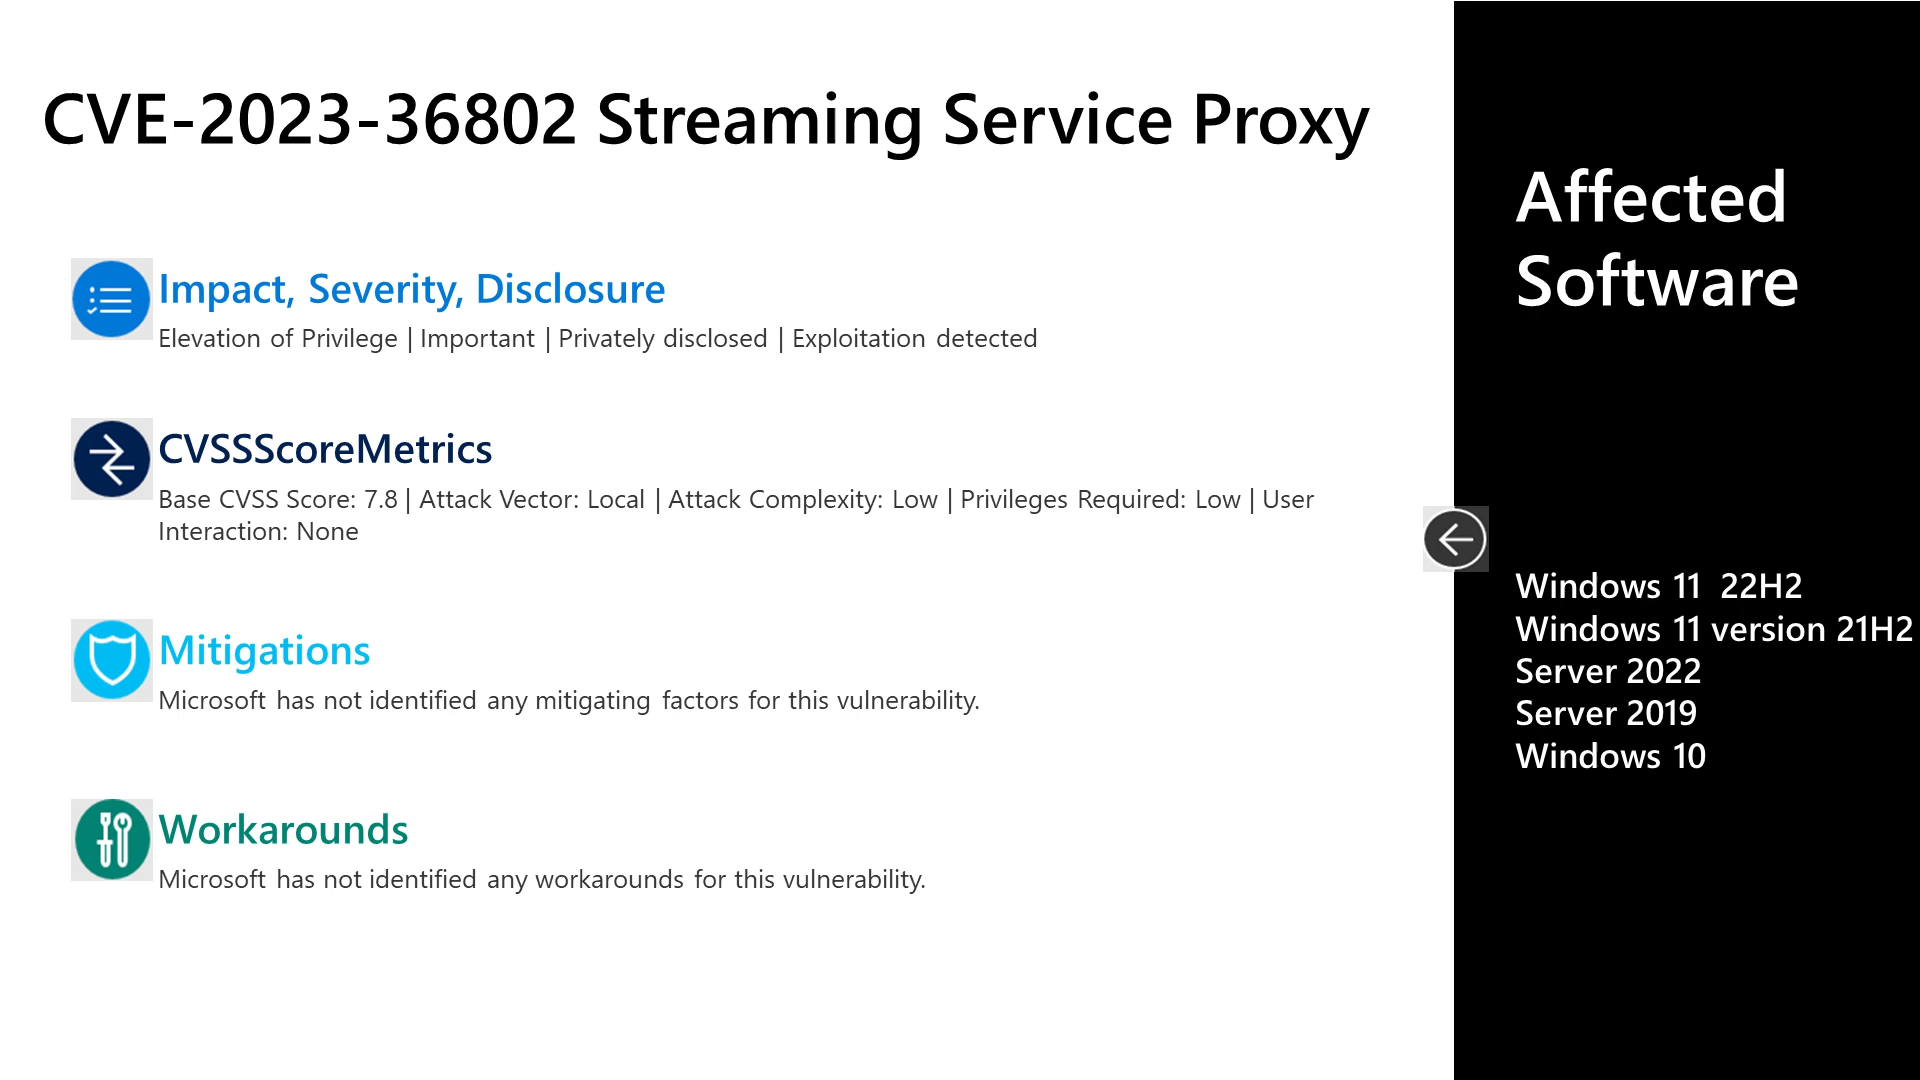 CVE-2023-36802 Streaming Service Proxy
Impact, Severity, Disclosure
Elevation of Privilege | Important | Privately disclosed | Exploitation detected
CVSSScoreMetrics
Base CVSS Score: 7.8 | Attack Vector: Local | Attack Complexity: Low | Privileges Required: Low | User
Interaction: None
Mitigations
Microsoft has not identified any mitigating factors for this vulnerability.
Workarounds
Microsoft has not identified any workarounds for this vulnerability.
Affected
Software
Windows 11 22H2
Windows 11 version 21H2
Server 2022
Server 2019
Windows 10